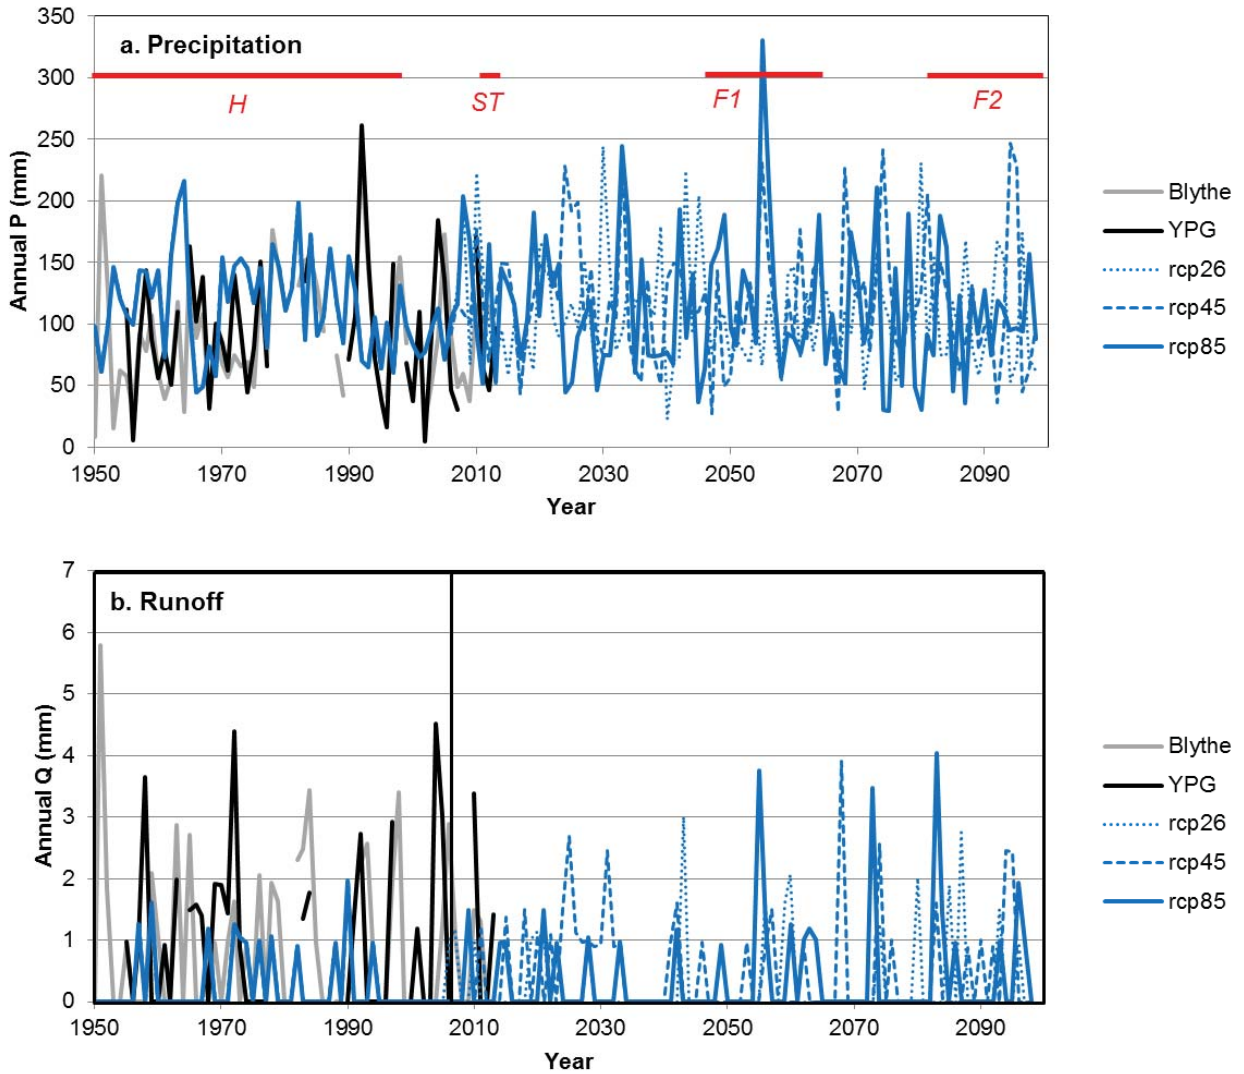 a. Precipitation
350
300
250
200
150
100
50
0
Annual P (mm)
H
ST
F1
F2
1950
1970
1990
2010
2030
2050
2070
2090
Year
Blythe
YPG
rcp26
rcp45
rcp85
b. Runoff
7
6
5
4
3
2
1
0
Annual Q (mm)
1950
1970
1990
2010
2030
2050
2070
2090
Year
Blythe
YPG
rcp26
rcp45
rcp85